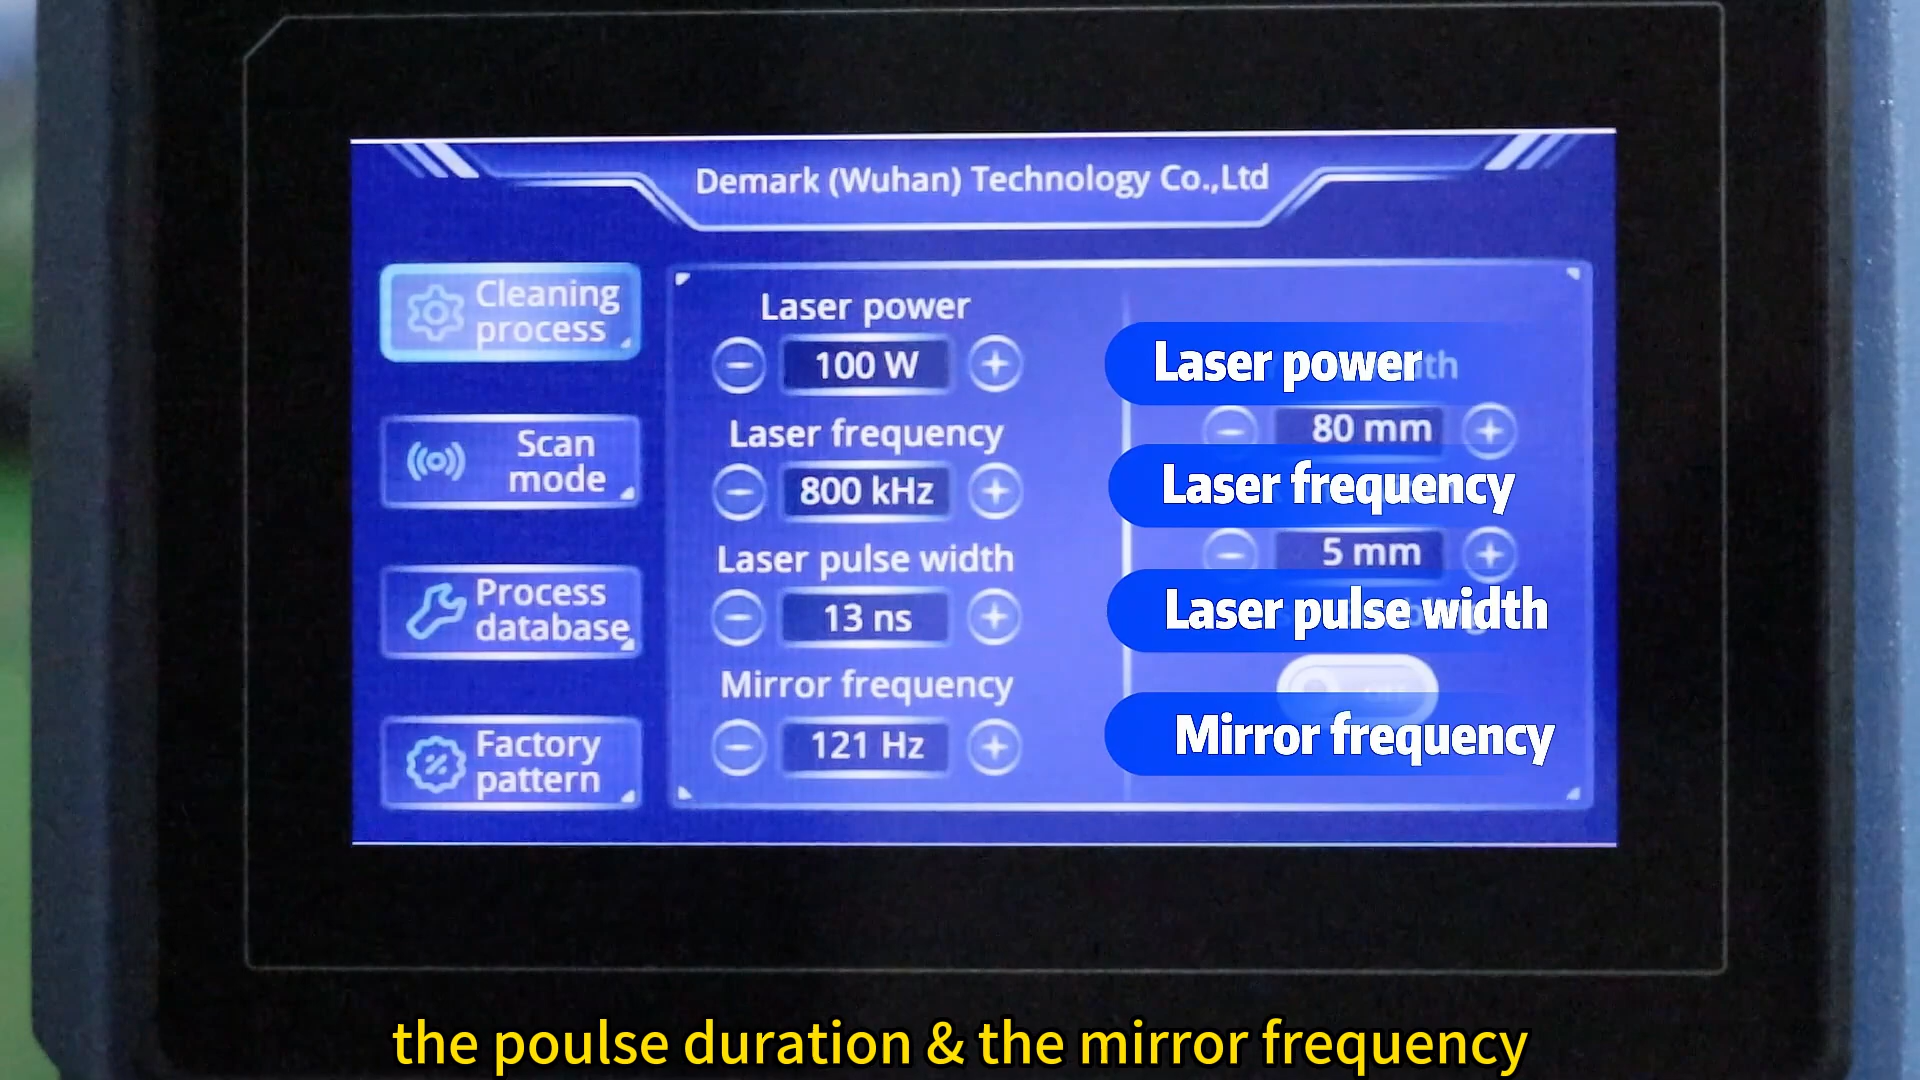 Demark (Wuhan) Technology Co.,Ltd
Cleaning
process
Scan
mode
Process
database
Factory
pattern
Laser power
100 W
Laser frequency
800 kHz
Laser pulse width
13 ns
Mirror frequency
121 Hz
Laser power
80 mm
Laser frequency
5 mm
Laser pulse width
Mirror frequency
the poulse duration & the mirror frequency